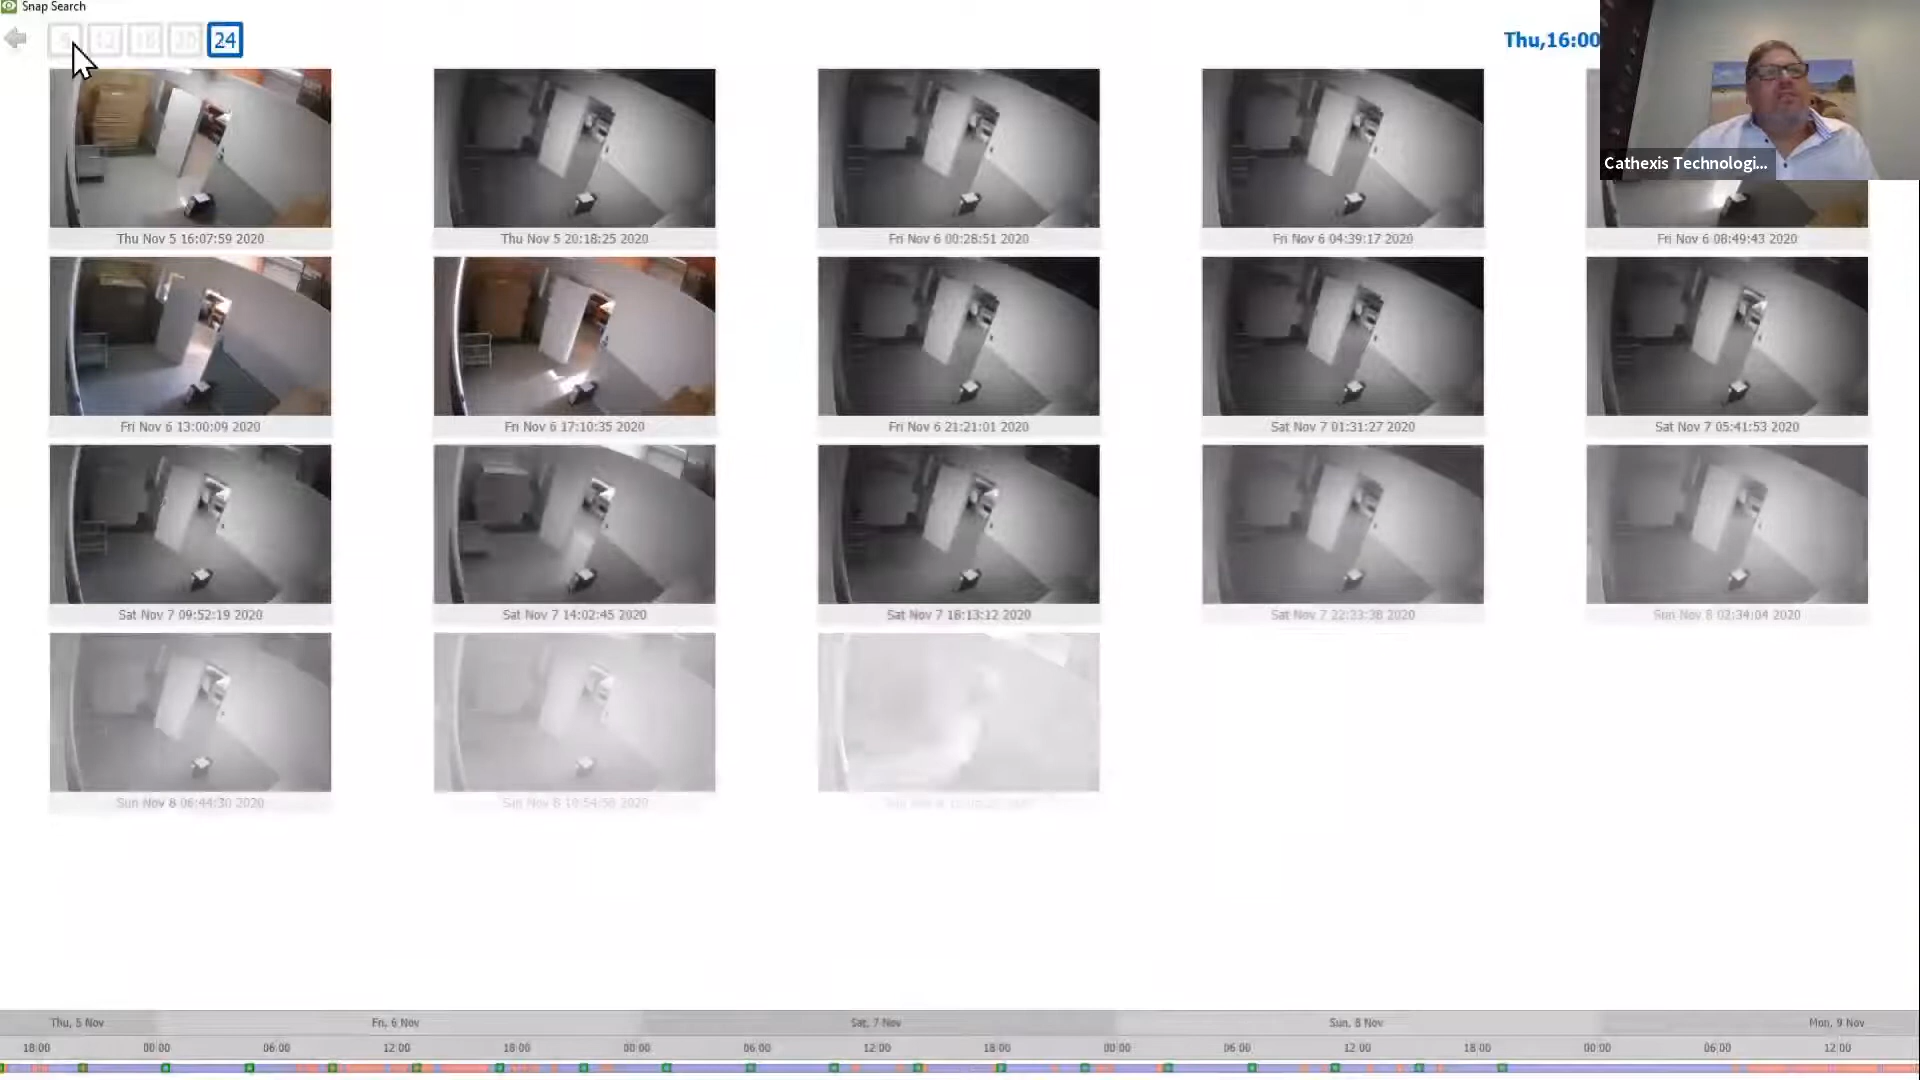 Snap Search
24
Thu,16:00
Cathexis Technologi...
Thu Nov 5 16:07:59 2020
Thu Nov 5 20:18:25 2020
Fri Nov 6 00:28:51 2020
Fri Nov 6 04:39:17 2020
Fri Nov 6 08:49:43 2020
Fri Nov 6 13:00:09 2020
Fri Nov 6 17:10:35 2020
Fri Nov 6 21:21:01 2020
Sat Nov 7 01:31:27 2020
Sat Nov 7 05:41:53 2020
Sat Nov 7 09:52:19 2020
Sat Nov 7 14:02:45 2020
Sat Nov 7 18:13:12 2020
Sat Nov 7 22:23:38 2020
Sun Nov 8 02:34:04 2020
Sun Nov 8 06:44:30 2020
Sun Nov 8 10:54:56 2020
Thu, 5 Nov
Fri, 6 Nov
Sat, 7 Nov
Sun, 8 Nov
Mon, 9 Nov
18:00 00:00 06:00 12:00 18:00 00:00 06:00 12:00 18:00 00:00 06:00 12:00 18:00 00:00 06:00 12:00